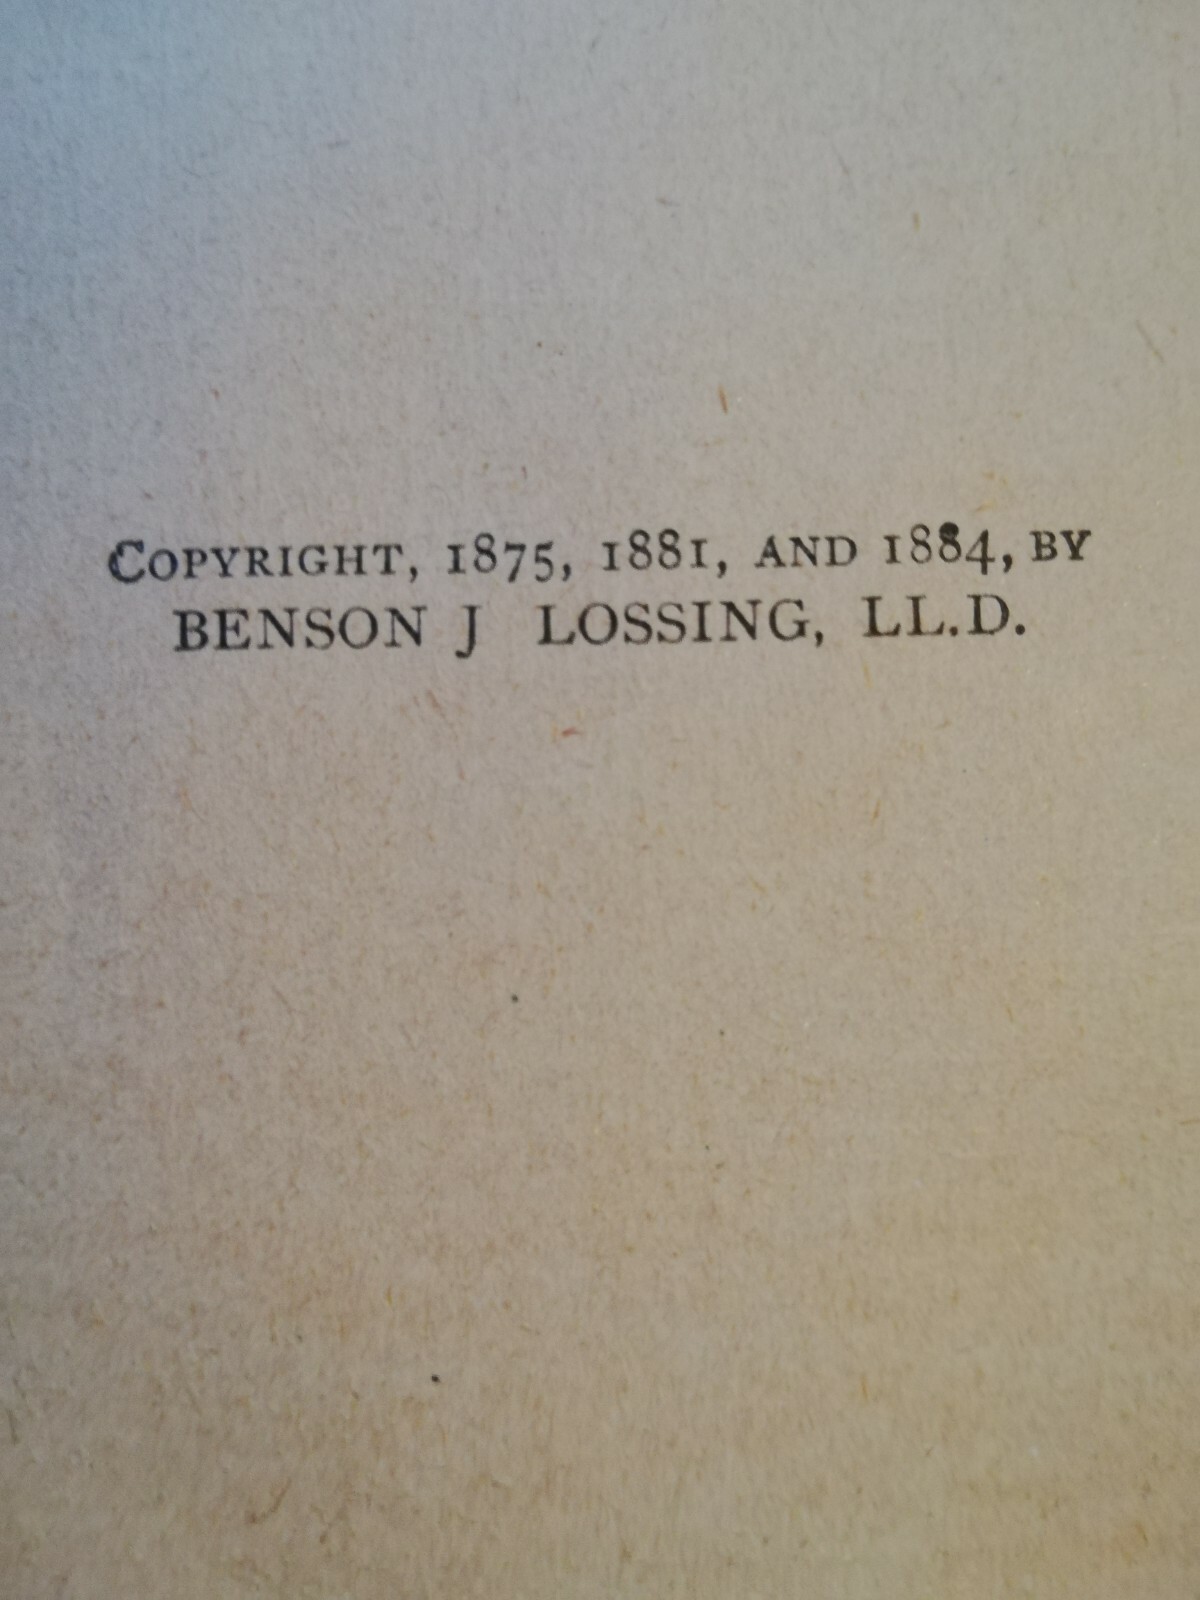 Copyright, 1875, 1881, and 1884, by
BENSON J LOSSING, LL.D.